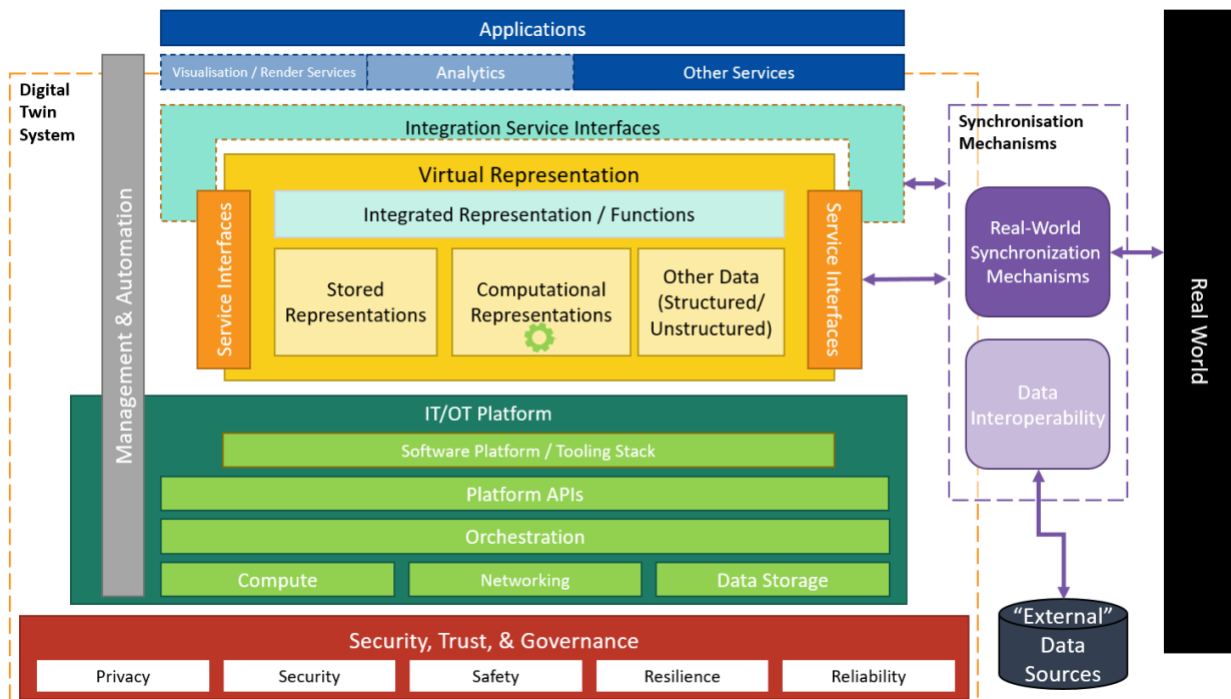 Applications
Visualisation / Render Services
Analytics
Other Services
Digital
Twin
System
Management & Automation
Integration Service Interfaces
Virtual Representation
Integrated Representation / Functions
Service Interfaces
Stored
Representations
Computational
Representations
Other Data
(Structured/
Unstructured)
Service Interfaces
Synchronisation
Mechanisms
Real-World
Synchronization
Mechanisms
Data
Interoperability
Real World
IT/OT Platform
Software Platform / Tooling Stack
Platform APIs
Orchestration
Compute
Networking
Data Storage
“External”
Data
Sources
Security, Trust, & Governance
Privacy
Security
Safety
Resilience
Reliability